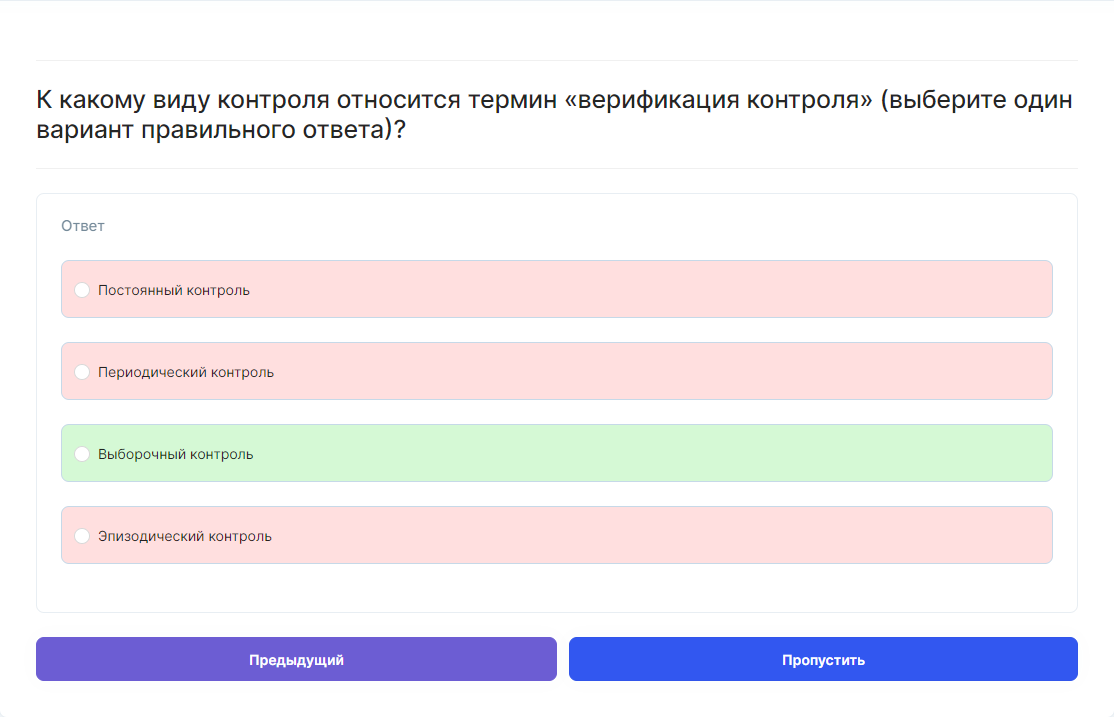 К какому виду контроля относится термин «верификация контроля» (выберите один
вариант правильного ответа)?
Ответ
Постоянный контроль
Периодический контроль
Выборочный контроль
Эпизодический контроль
Предыдущий
Пропустить